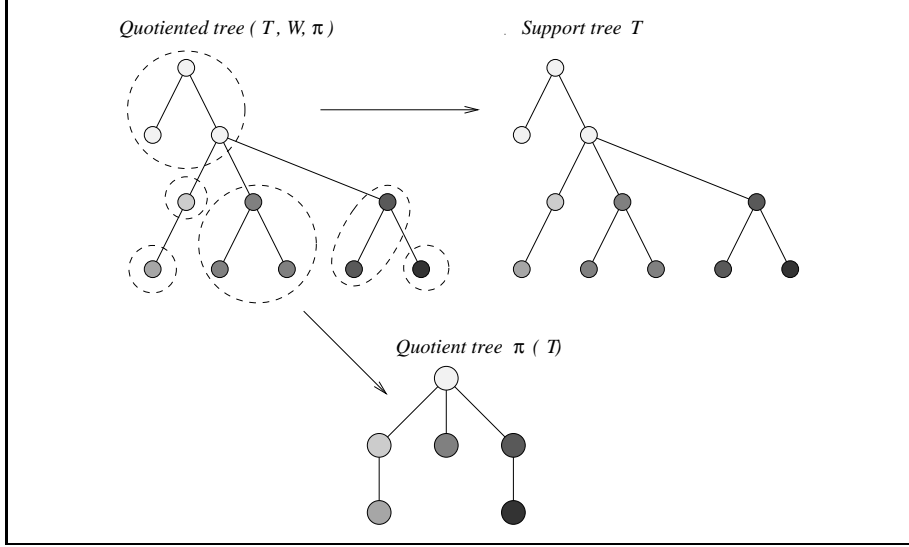 Quotiented tree ( T , W, π )
Support tree T
Quotient tree π ( T)